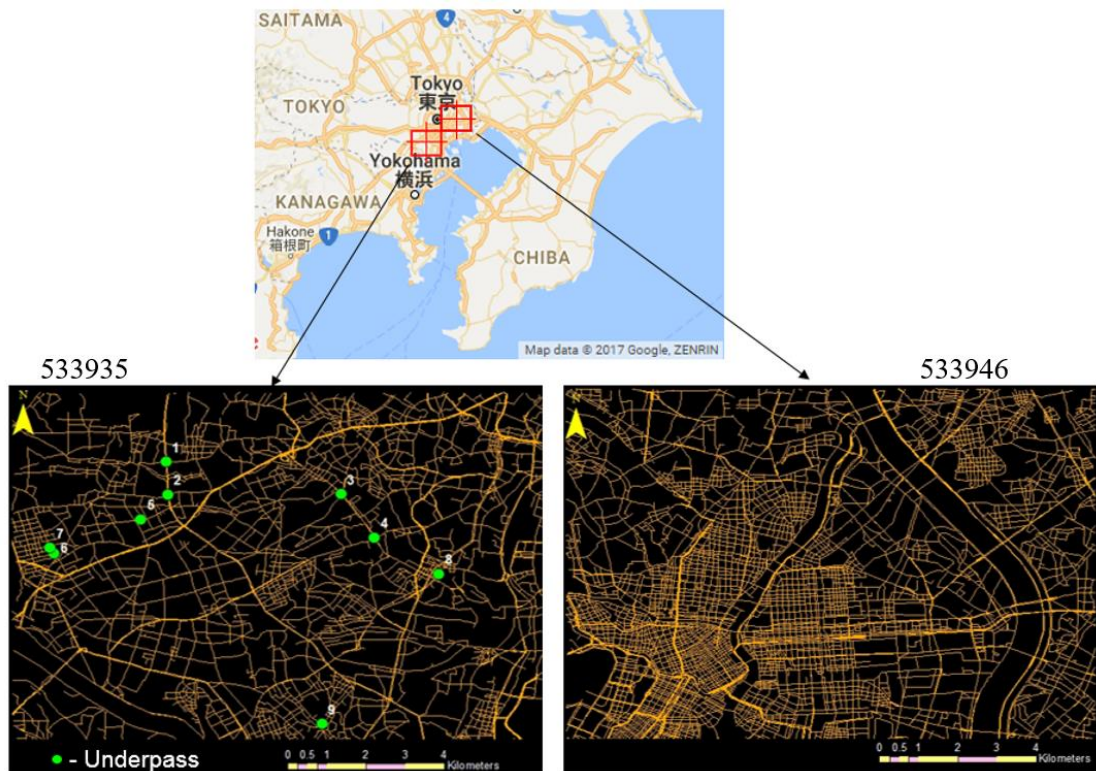 SAITAMA
4
Tokyo
東京
TOKYO
Yokohama
横浜
KANAGAWA
Hakone
箱根町
1
CHIBA
Map data © 2017 Google, ZENRIN
533935
533946
N
1
2
3
5
4
7
6
8
9
- Underpass
0 0.5 1 2 3 4
Kilometers
N
0 0.5 1 2 3 4
Kilometers